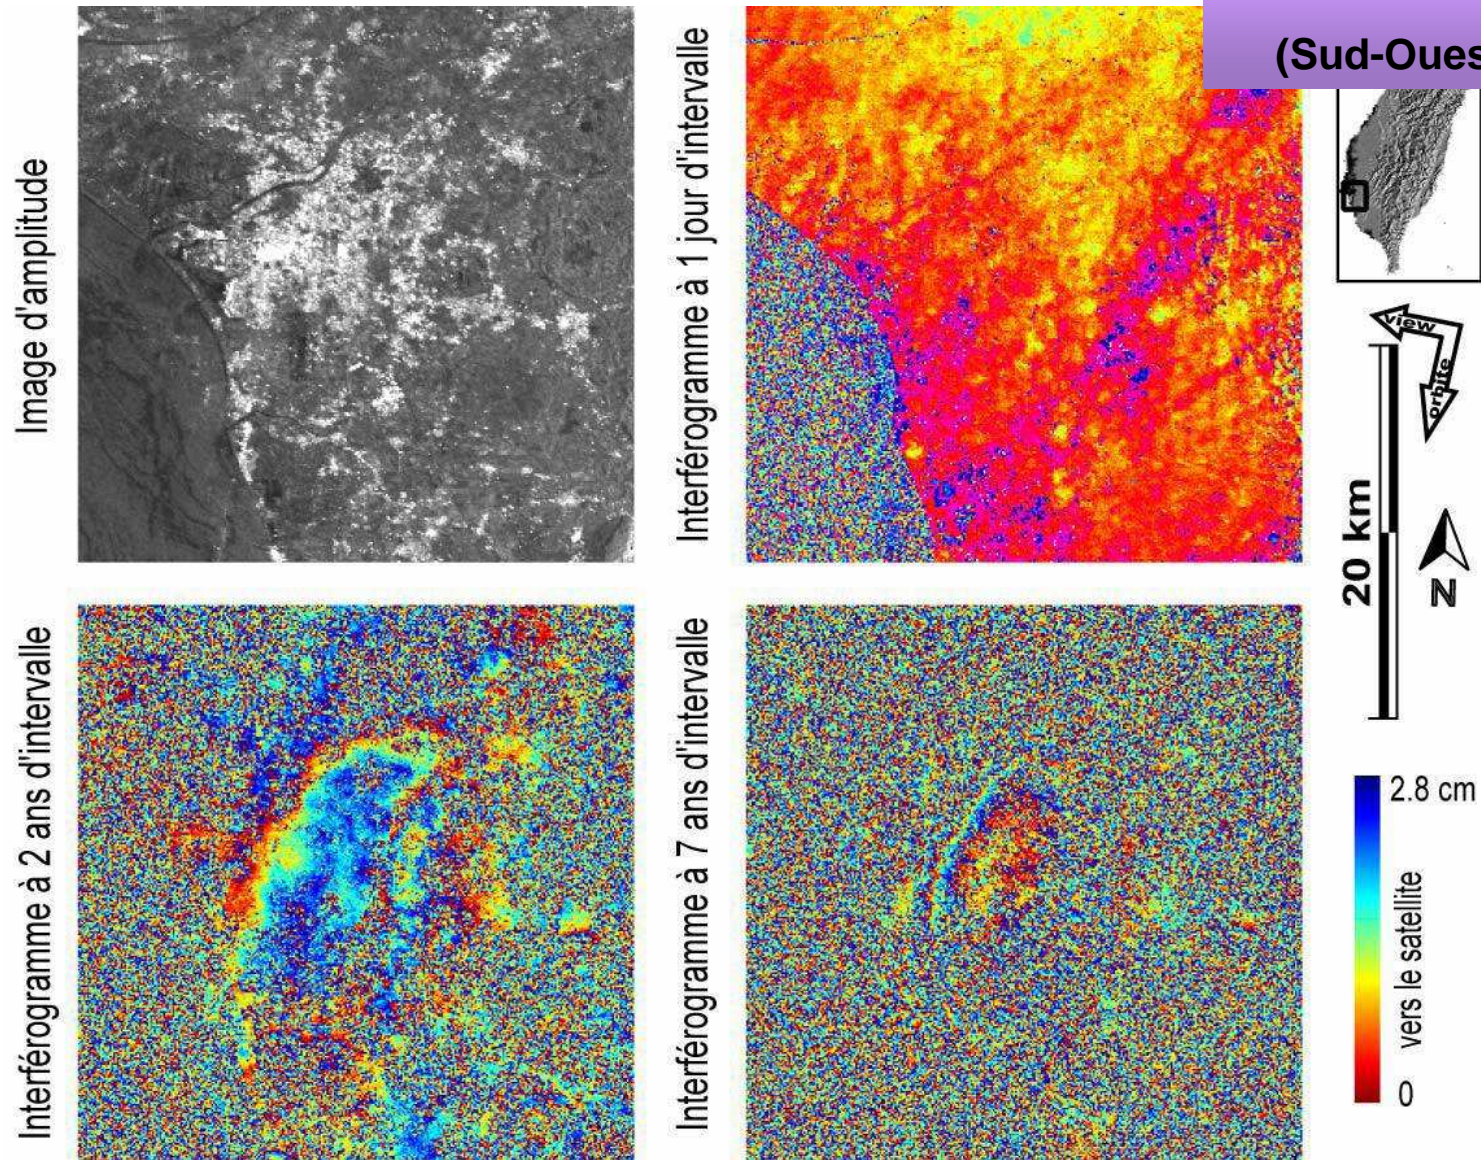 (Sud-Oues
Image d'amplitude
Interférogramme à 1 jour d'intervalle
view
orbite
20 km
N
Interférogramme à 2 ans d'intervalle
Interférogramme à 7 ans d'intervalle
2.8 cm
vers le satellite
0